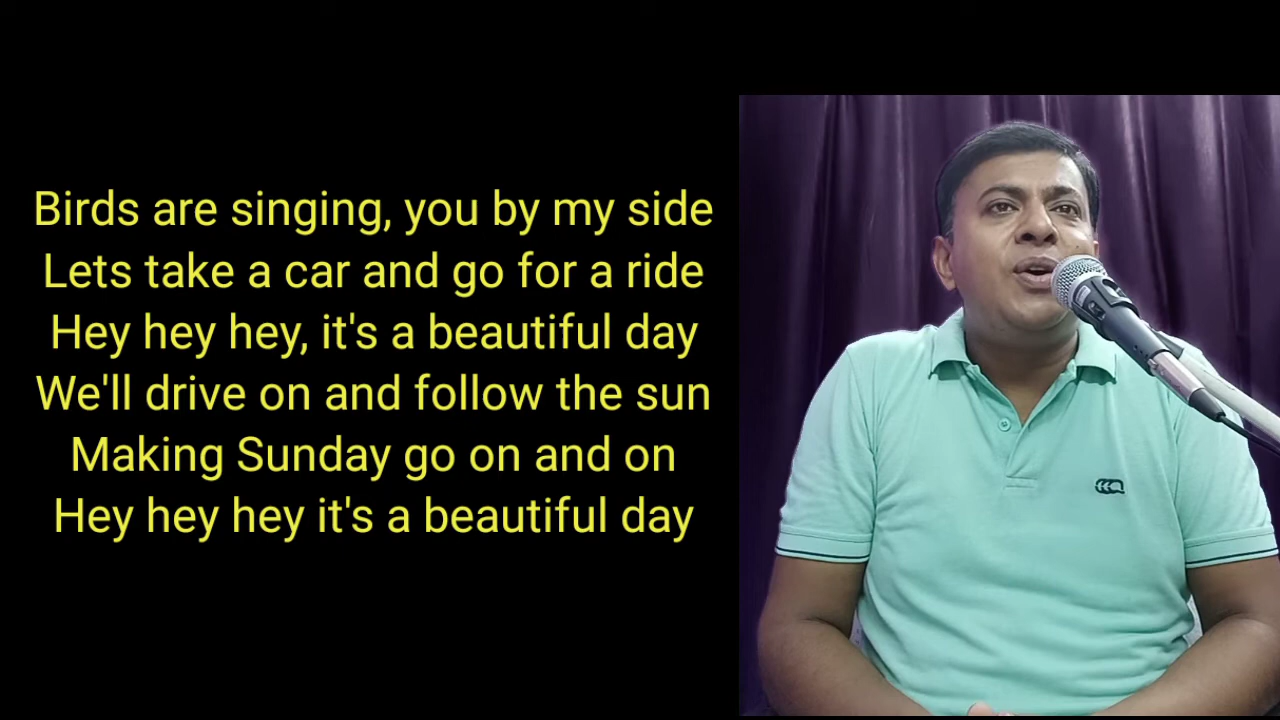 Birds are singing, you by my side
Lets take a car and go for a ride
Hey hey hey, it's a beautiful day
We'll drive on and follow the sun
Making Sunday go on and on
Hey hey hey it's a beautiful day